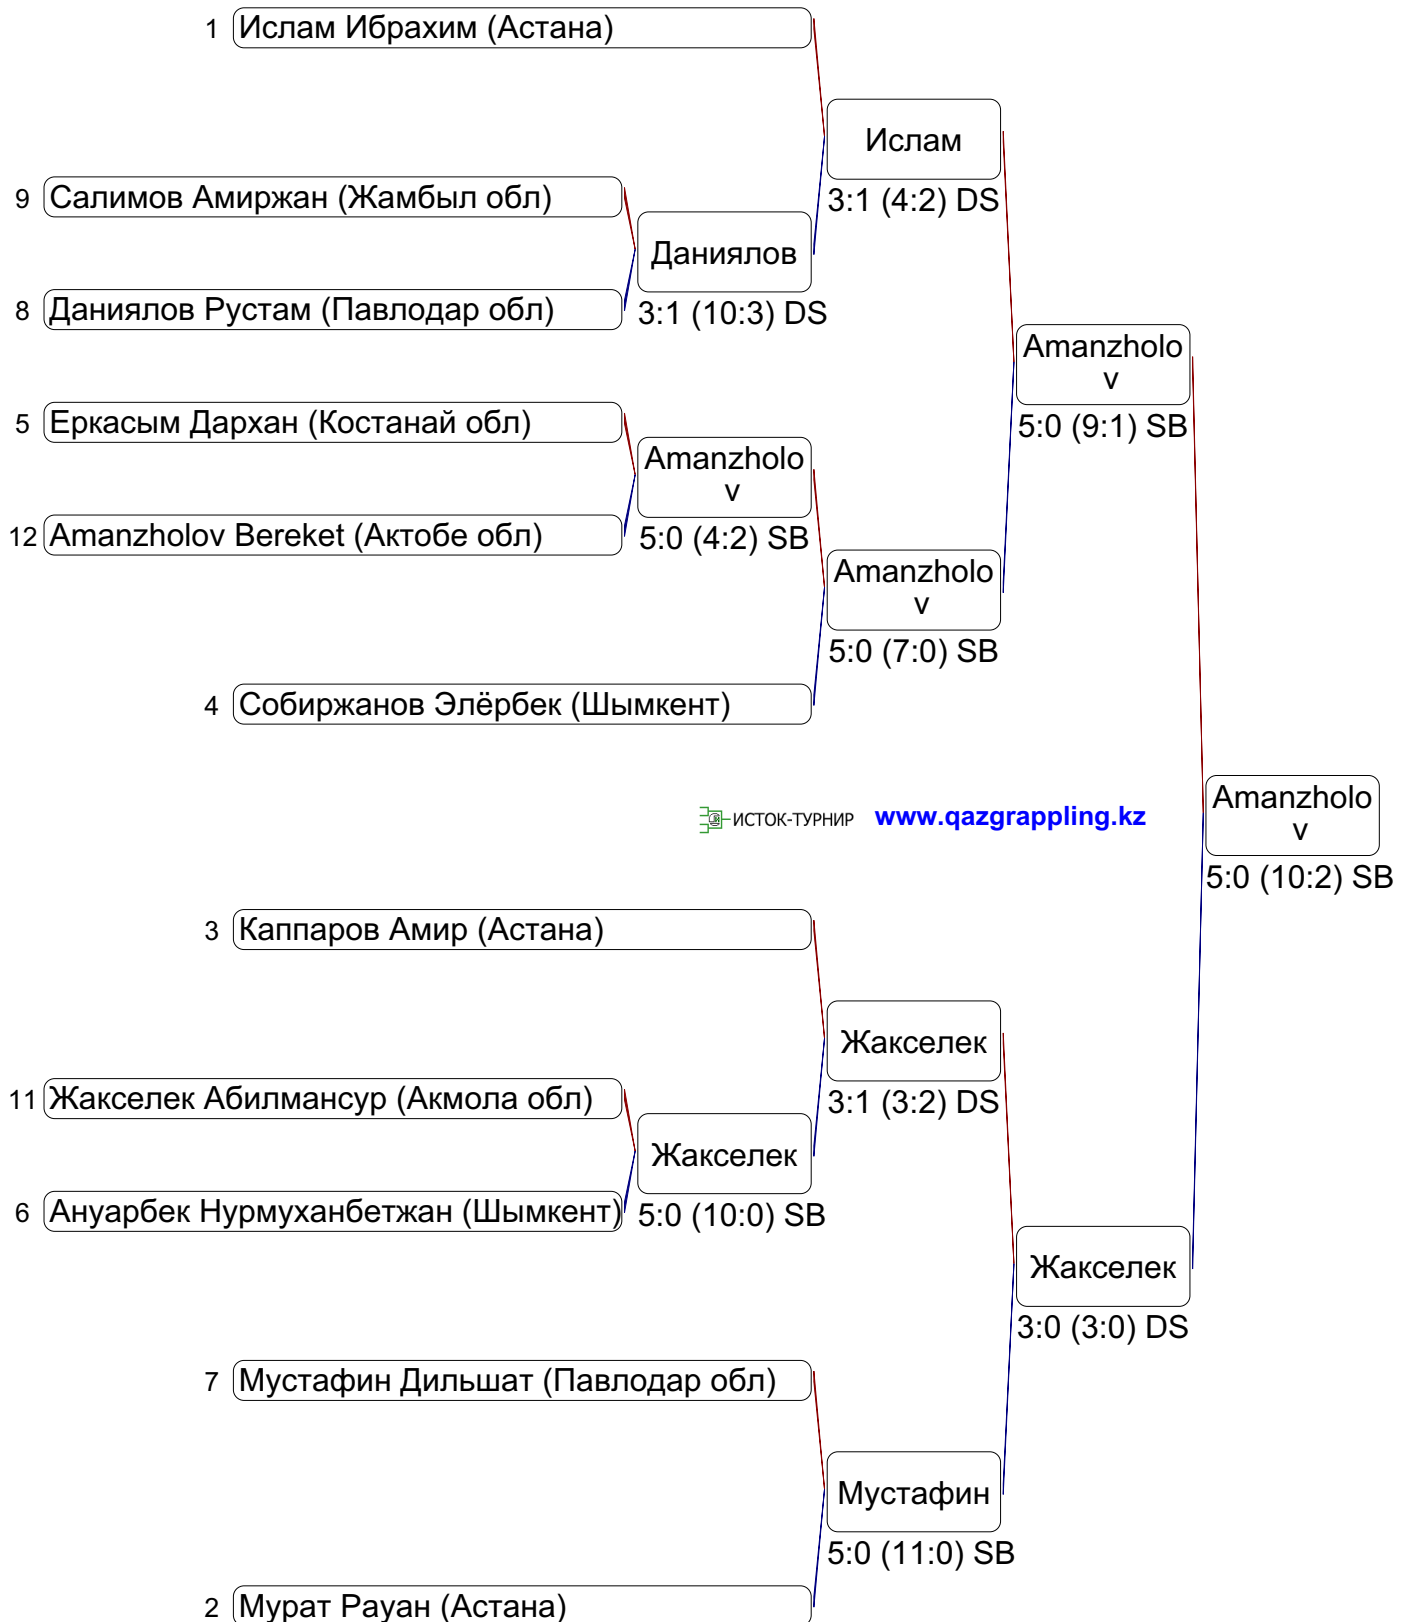 1 Ислам Ибрахим (Астана)
Ислам
3:1 (4:2) DS
9 Салимов Амиржан (Жамбыл обл)
Даниялов
3:1 (10:3) DS
8 Даниялов Рустам (Павлодар обл)
Amanzholo
v
5:0 (9:1) SB
5 Еркасым Дархан (Костанай обл)
Amanzholo
v
5:0 (4:2) SB
12 Amanzholov Bereket (Актобе обл)
Amanzholo
v
5:0 (7:0) SB
4 Собиржанов Элёрбек (Шымкент)
ИСТОК-ТУРНИР www.qazgrappling.kz
Amanzholo
v
5:0 (10:2) SB
3 Каппаров Амир (Астана)
Жакселек
3:1 (3:2) DS
11 Жакселек Абилмансур (Акмола обл)
Жакселек
5:0 (10:0) SB
6 Ануарбек Нурмуханбетжан (Шымкент)
Жакселек
3:0 (3:0) DS
7 Мустафин Дильшат (Павлодар обл)
Мустафин
5:0 (11:0) SB
2 Мурат Рауан (Астана)